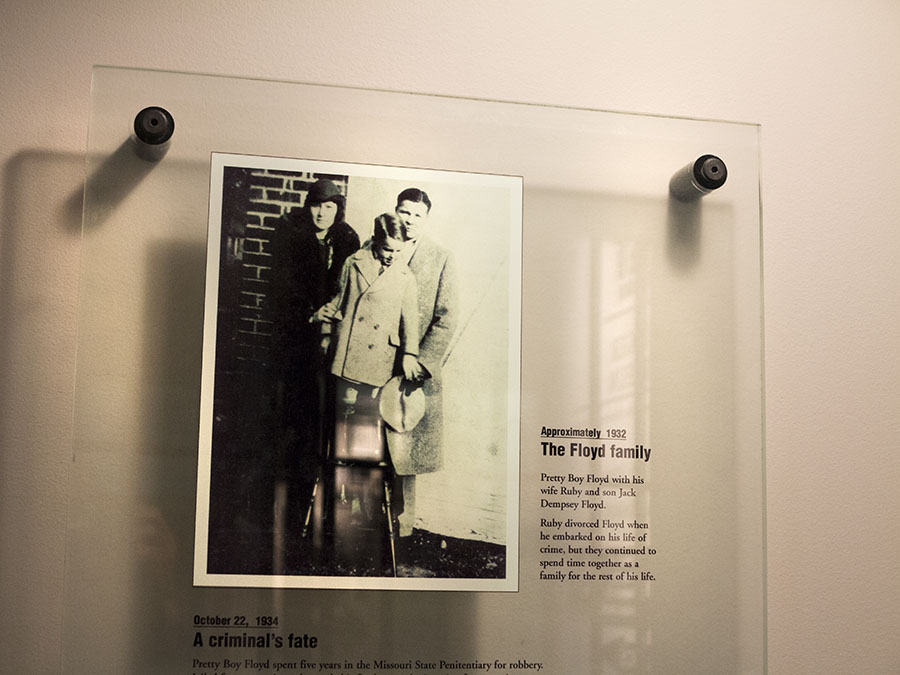 Approximately 1932
The Floyd family
Pretty Boy Floyd with his
wife Ruby and son Jack
Dempsey Floyd.
Ruby divorced Floyd when
he embarked on his life of
crime, but they continued to
spend time together as a
family for the rest of his life.
October 22, 1934
A criminal's fate
Pretty Boy Floyd spent five years in the Missouri State Penitentiary for robbery.